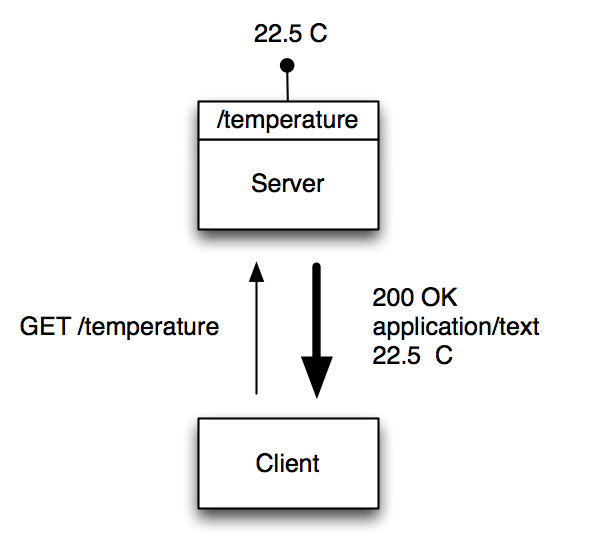 22.5 C
/temperature
Server
GET /temperature
200 OK
application/text
22.5  C
Client